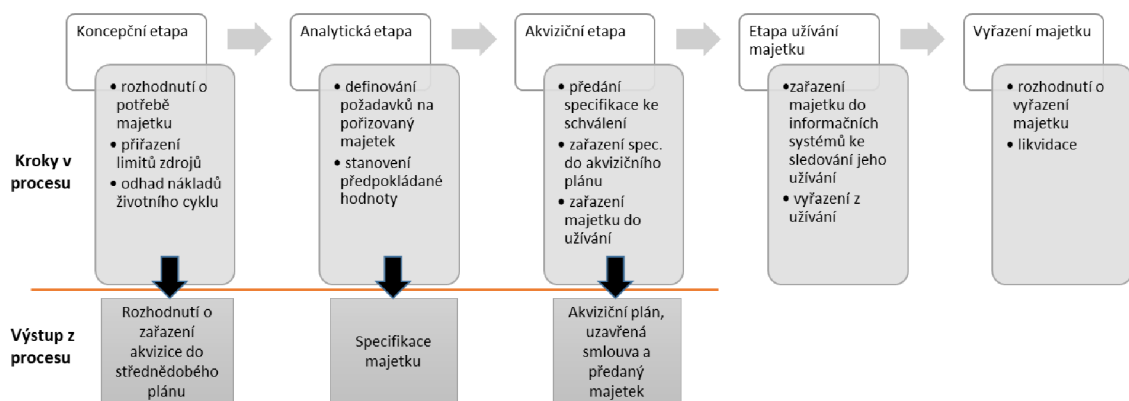 Koncepční etapa
Analytická etapa
Akviziční etapa
Etapa užívání
majetku
Vyřazení majetku
Kroky v
procesu
• rozhodnutí o
potřebě
majetku
• přiřazení
limitů zdrojů
• odhad nákladů
životního cyklu
• definování
požadavků na
pořizovaný
majetek
• stanovení
předpokládané
hodnoty
• předání
specifikace ke
schválení
• zařazení spec.
do akvizičního
plánu
• zařazení
majetku do
užívání
•zařazení
majetku do
informačních
systémů ke
sledování jeho
užívání
• vyřazení z
užívání
• rozhodnutí o
vyřazení
majetku
• likvidace
Výstup z
procesu
Rozhodnutí o
zařazení
akvizice do
střednědobého
plánu
Specifikace
majetku
Akviziční plán,
uzavřená
smlouva a
předaný
majetek